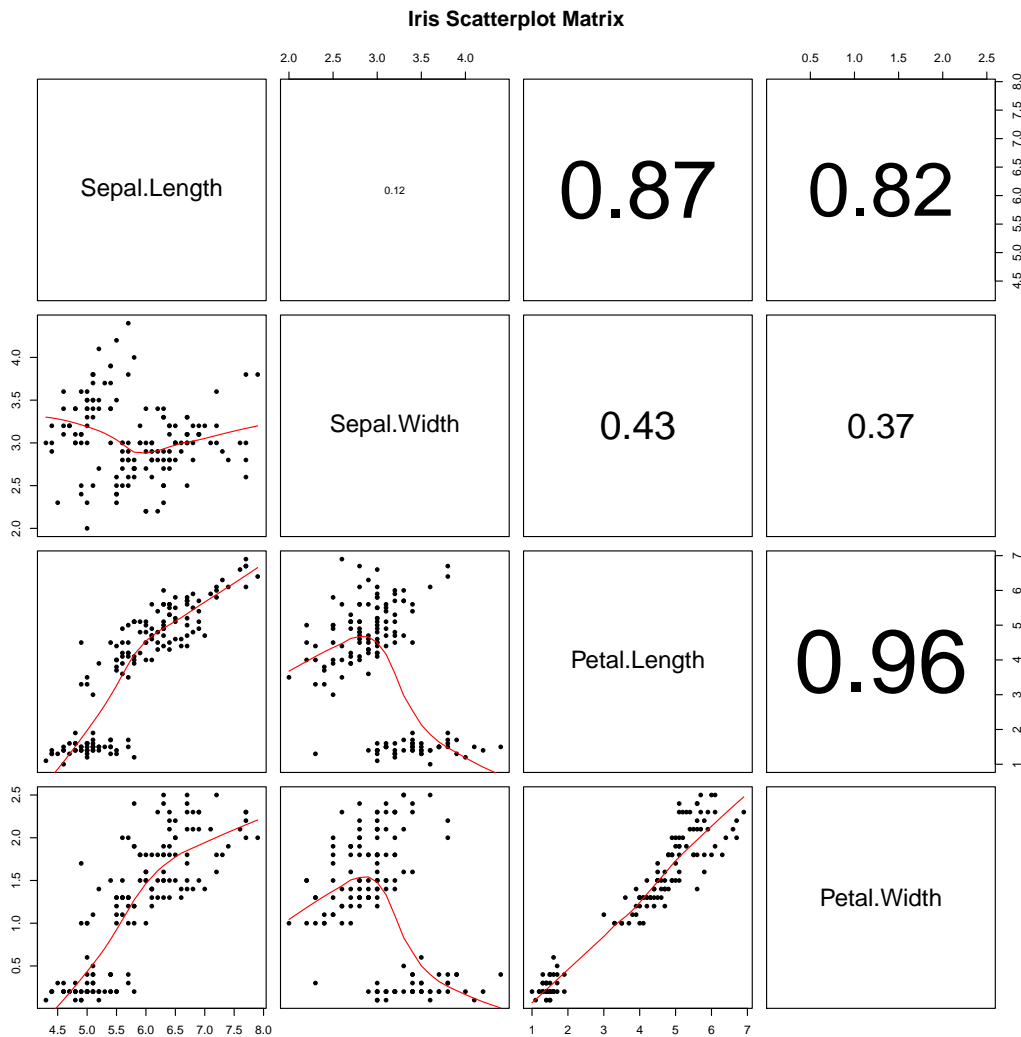 Iris Scatterplot Matrix
2.0 2.5 3.0 3.5 4.0
0.5 1.0 1.5 2.0 2.5
Sepal.Length
0.12
0.87
0.82
4.5 5.0 5.5 6.0 6.5 7.0 7.5 8.0
2.0 2.5 3.0 3.5 4.0
Sepal.Width
0.43
0.37
Petal.Length
0.96
1 2 3 4 5 6 7
0.5 1.0 1.5 2.0 2.5
Petal.Width
4.5 5.0 5.5 6.0 6.5 7.0 7.5 8.0
1 2 3 4 5 6 7